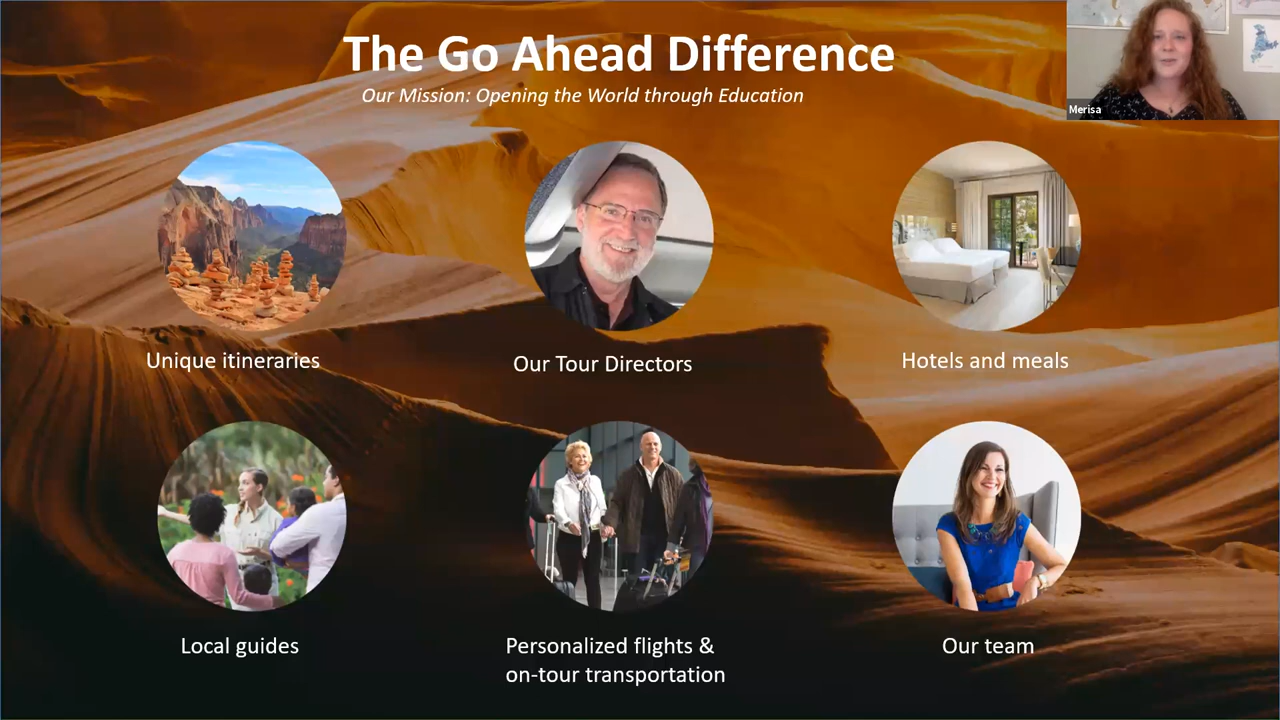 The Go Ahead Difference
Our Mission: Opening the World through Education
Merisa
Unique itineraries
Our Tour Directors
Hotels and meals
Local guides
Personalized flights &
on-tour transportation
Our team